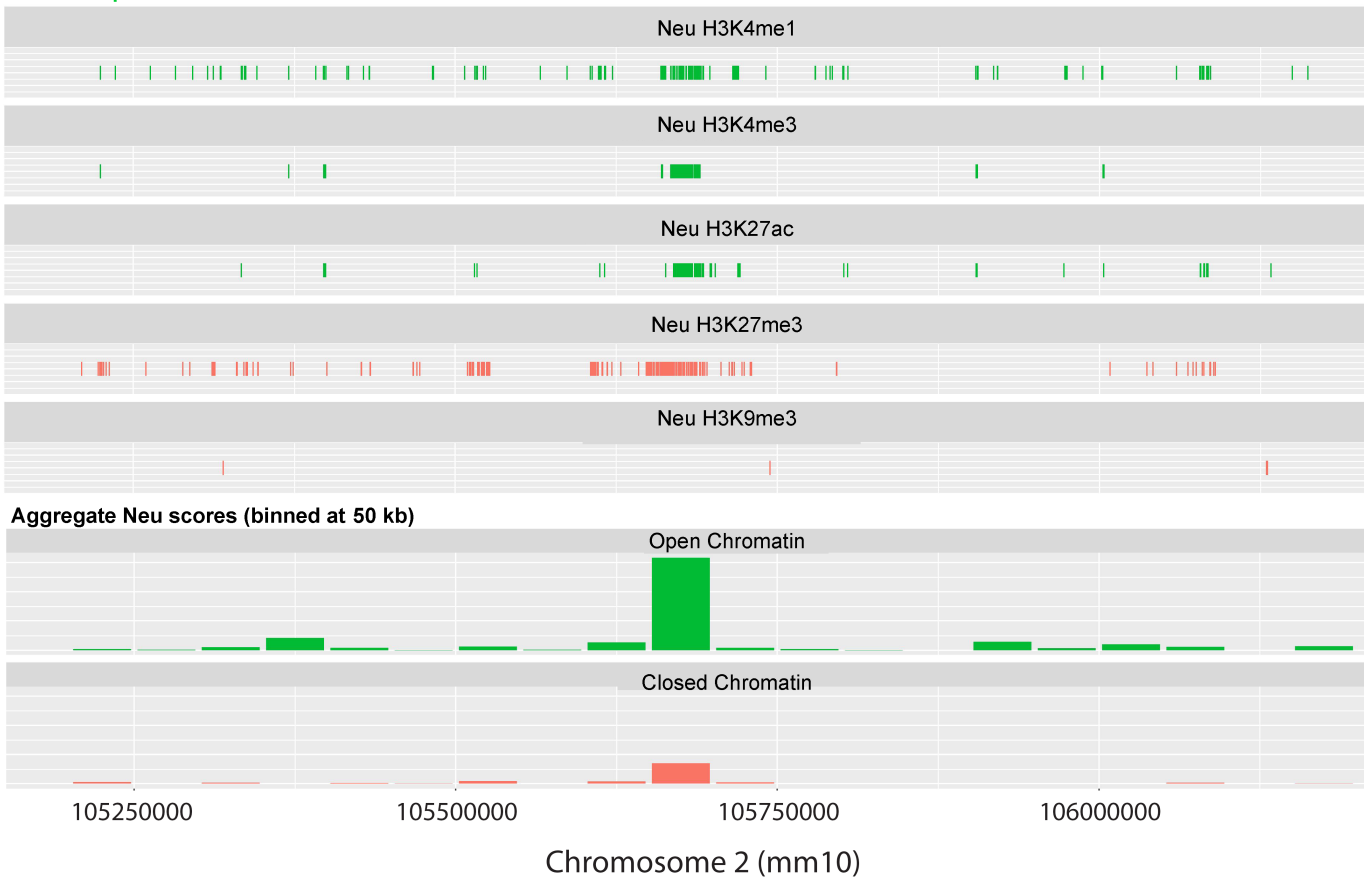 Neu H3K4me1
Neu H3K4me3
Neu H3K27ac
Neu H3K27me3
Neu H3K9me3
Aggregate Neu scores (binned at 50 kb)
Open Chromatin
Closed Chromatin
105250000 105500000 105750000 106000000
Chromosome 2 (mm10)